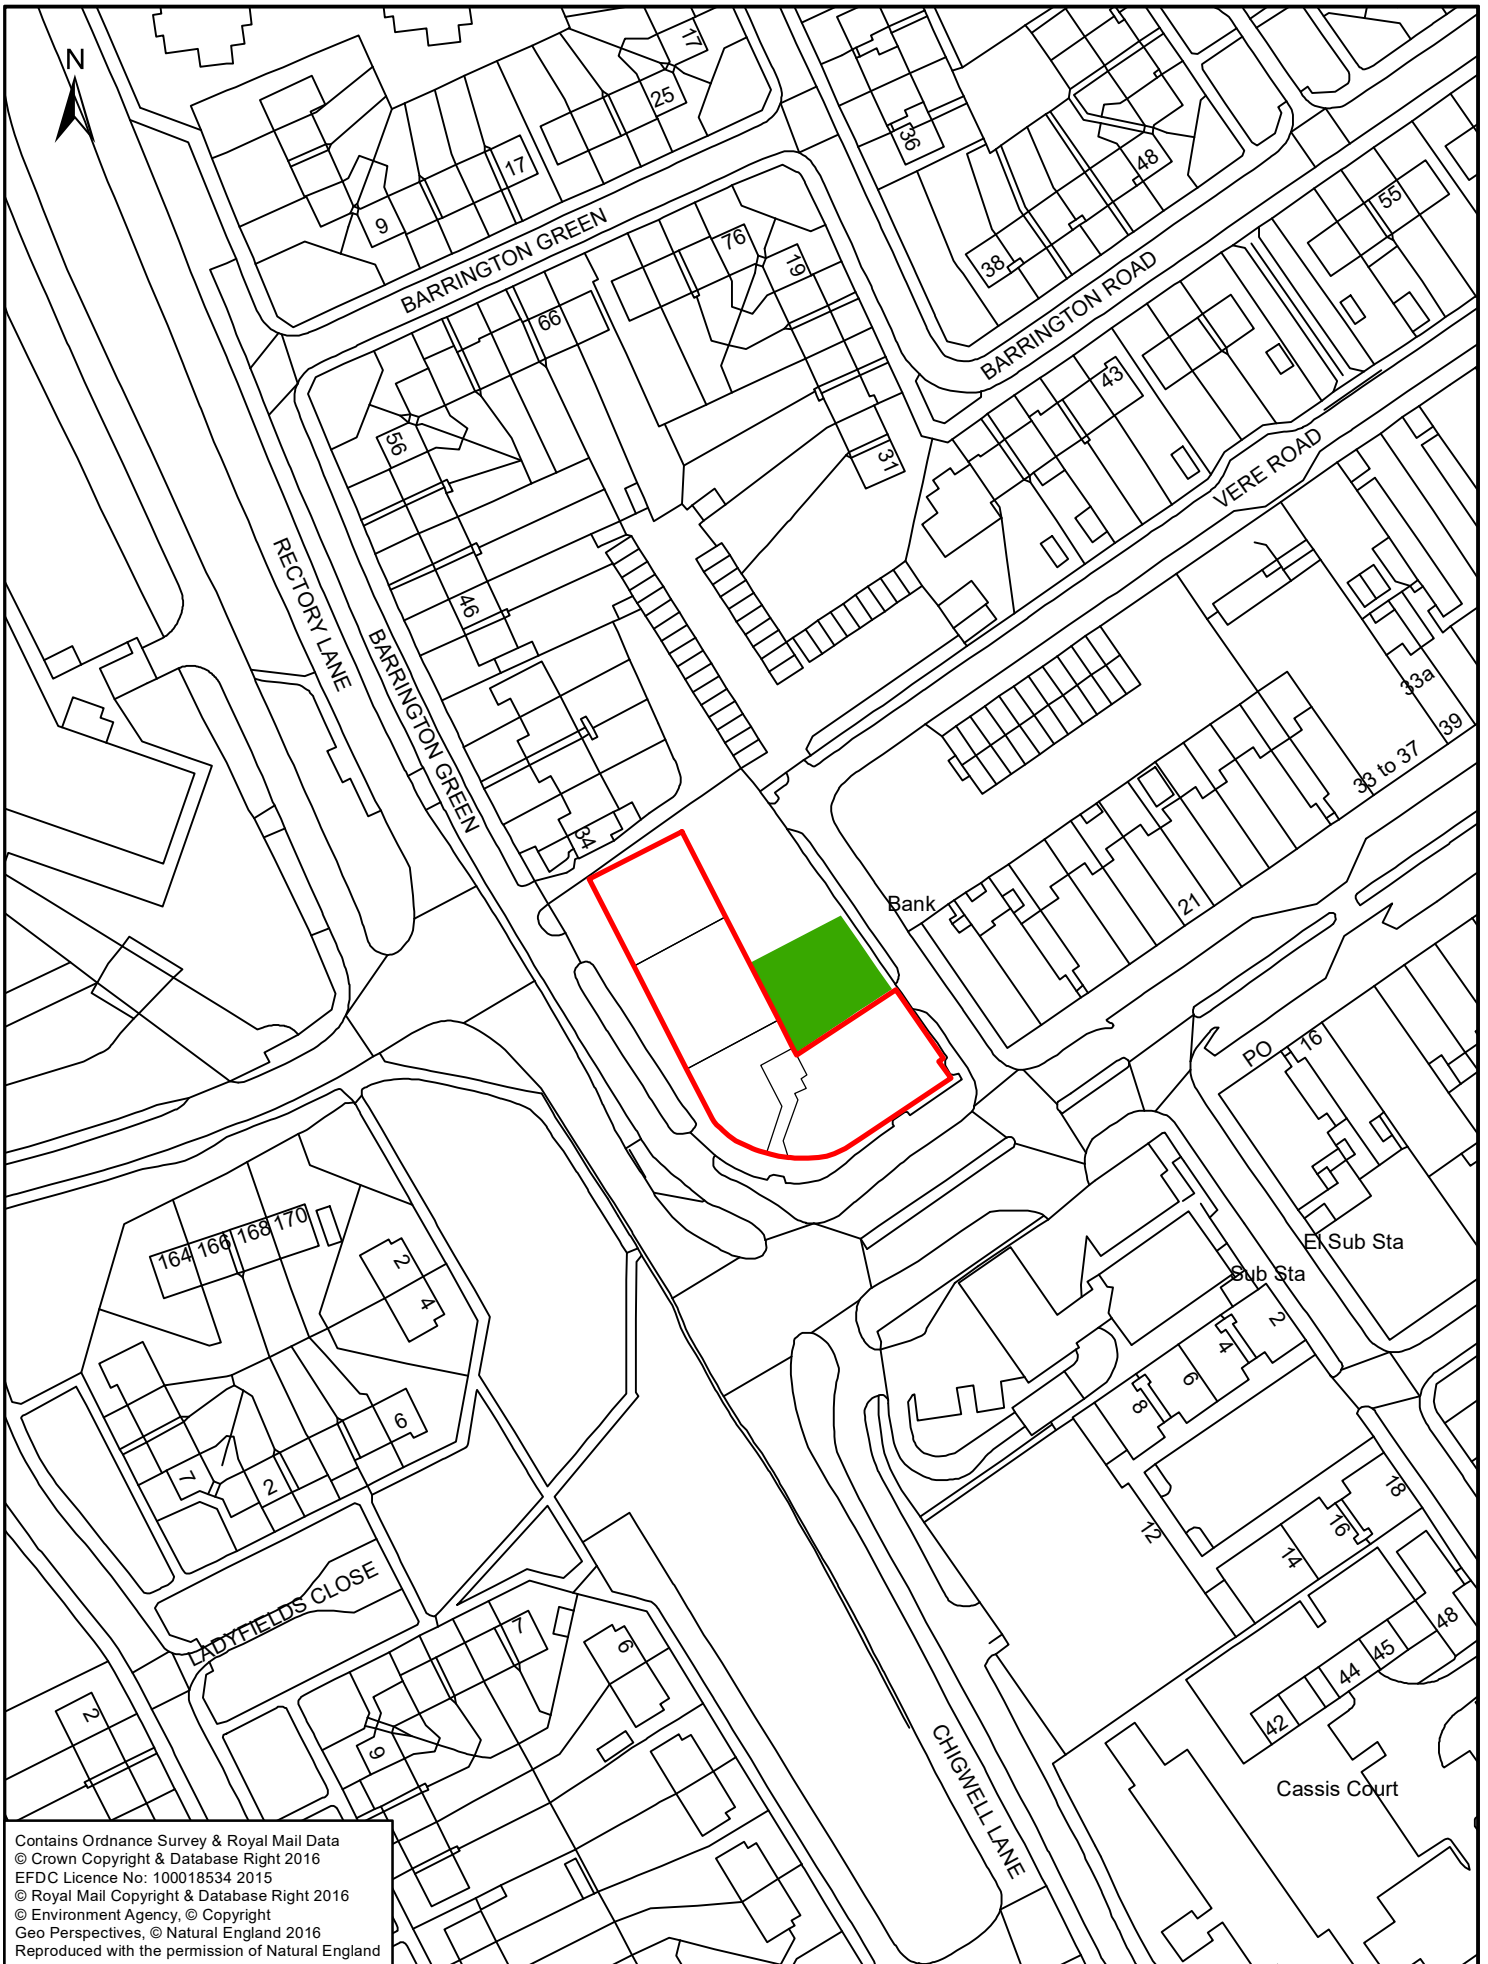 N
17
25
36
17
48
9
55
BARRINGTON GREEN
76
19
38
BARRINGTON ROAD
66
43
56
31
VERE ROAD
RECTORY LANE
46
BARRINGTON GREEN
33a
39
33 to 37
34
Bank
21
PO
16
164 166 168 170
2
4
El Sub Sta
Sub Sta
2
4
6
8
6
7
2
18
12
16
14
LADYFIELDS CLOSE
7
6
48
45
44
42
2
9
CHIGWELL LANE
Cassis Court
Contains Ordnance Survey & Royal Mail Data
© Crown Copyright & Database Right 2016
EFDC Licence No: 100018534 2015
© Royal Mail Copyright & Database Right 2016
© Environment Agency, © Copyright
Geo Perspectives, © Natural England 2016
Reproduced with the permission of Natural England